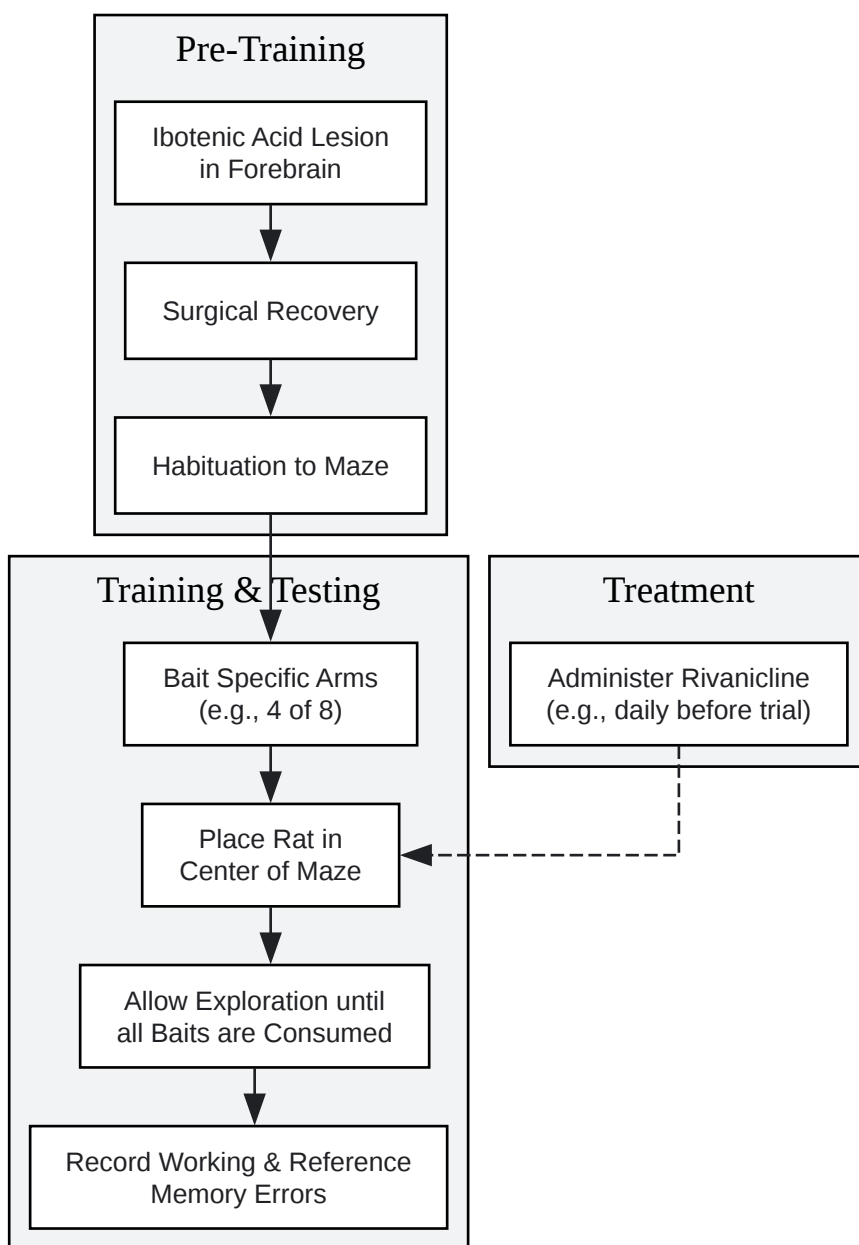 Pre-Training
Ibotenic Acid Lesion
in Forebrain
Surgical Recovery
Habituation to Maze
Training & Testing
Bait Specific Arms
(e.g., 4 of 8)
Place Rat in
Center of Maze
Allow Exploration until
all Baits are Consumed
Record Working & Reference
Memory Errors
Treatment
Administer Rivanicline
(e.g., daily before trial)